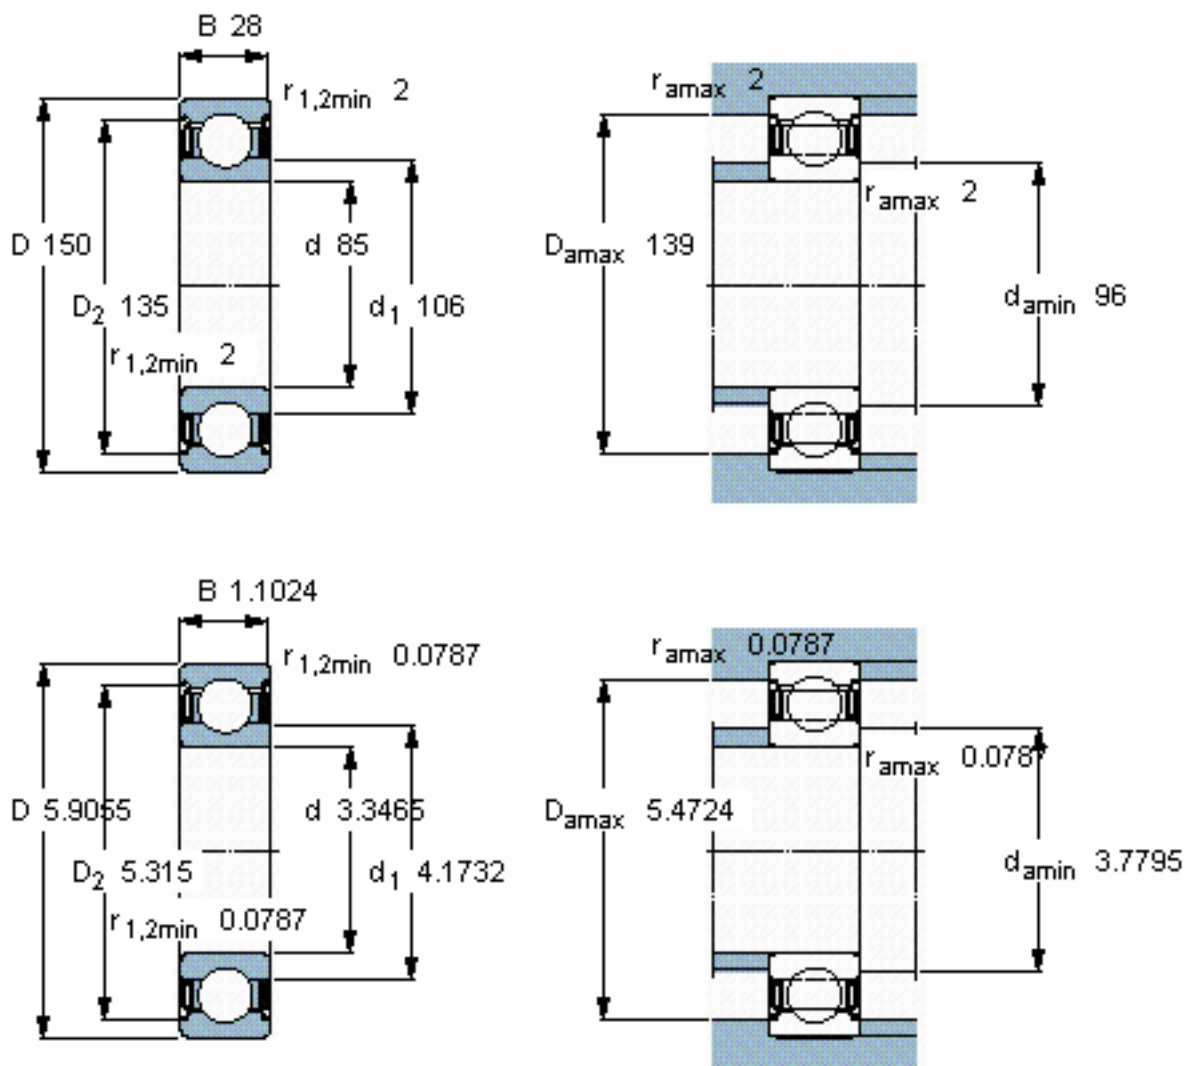 B 28
r1,2min 2
ramax 2
ramax 2
D 150
d 85
Damax 139
D2 135
d1 106
damin 96
r1,2min 2
B 1.1024
r1,2min 0.0787
ramax 0.0787
ramax 0.0787
D 5.9055
d 3.3465
Damax 5.4724
D2 5.315
d1 4.1732
damin 3.7795
r1,2min 0.0787